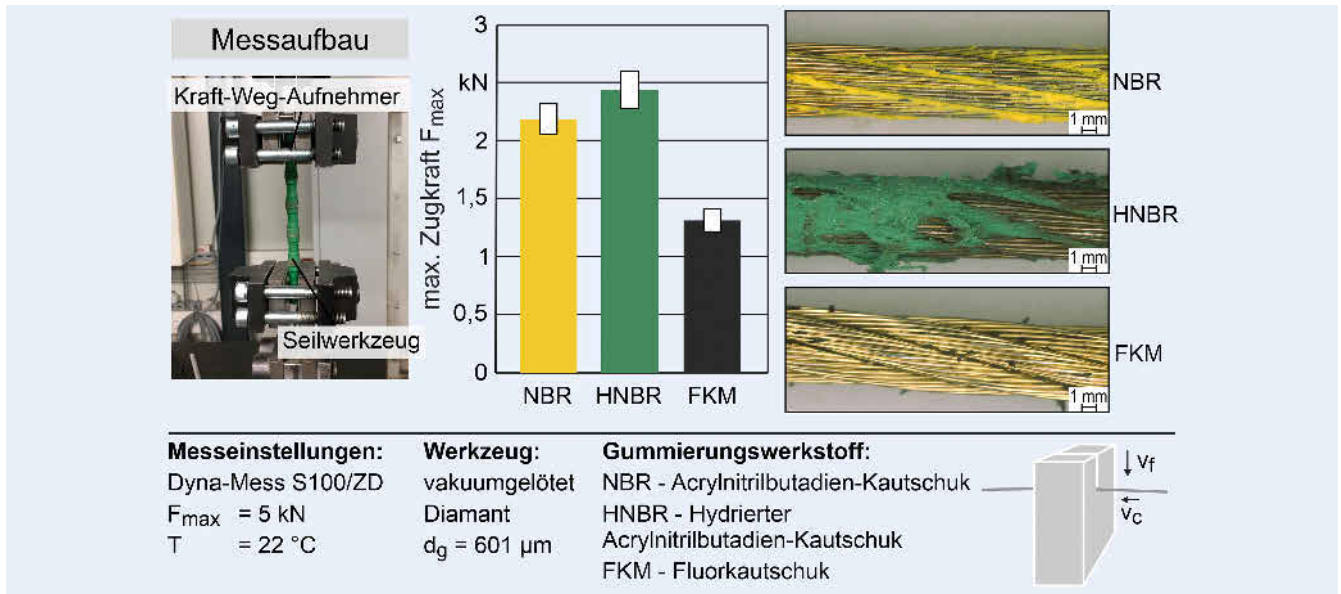 Messaufbau
Kraft-Weg-Aufnehmer
Seilwerkzeug
max. Zugkraft Fmax
3
kN
2
1,5
1
0,5
0
NBR HNBR FKM
NBR
1 mm
HNBR
1 mm
FKM
1 mm
Messeinstellungen:
Dyna-Mess S100/ZD
Fmax = 5 kN
T = 22 °C
Werkzeug:
vakuumgelötet
Diamant
dg = 601 µm
Gummierungswerkstoff:
NBR - Acrylnitrilbutadien-Kautschuk
HNBR - Hydrierter
Acrylnitrilbutadien-Kautschuk
FKM - Fluorkautschuk
vf
vc